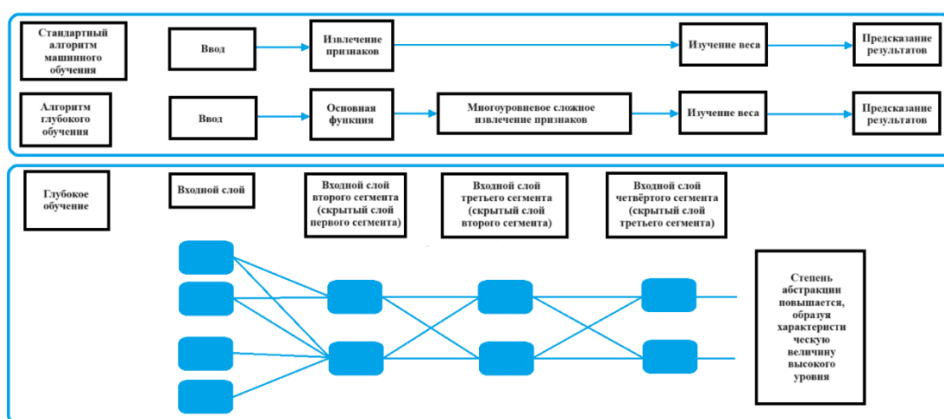 Стандартный
алгоритм
машинного
обучения
Ввод
Извлечение
признаков
Изучение веса
Предсказание
результатов
Алгоритм
глубокого
обучения
Ввод
Основная
функция
Многоуровневое сложное
извлечение признаков
Изучение веса
Предсказание
результатов
Глубокое
обучение
Входной слой
Входной слой
второго сегмента
(скрытый слой
первого сегмента)
Входной слой
третьего сегмента
(скрытый слой
второго сегмента)
Входной слой
четвёртого сегмента
(скрытый слой
третьего сегмента)
Степень
абстракции
повышается,
образуя
характеристи
ческую
величину
высокого
уровня